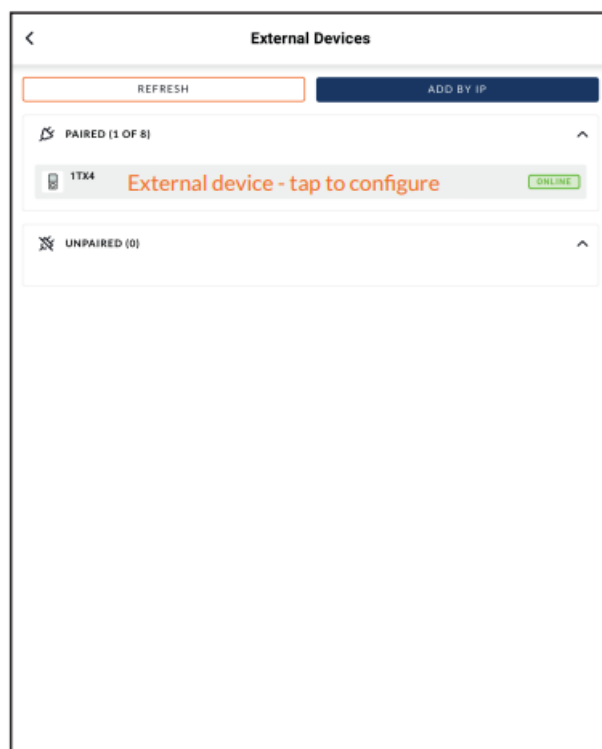 External Devices
REFRESH
ADD BY IP
PAIRED (1 OF 8)
1TX4
External device - tap to configure
ONLINE
UNPAIRED (0)